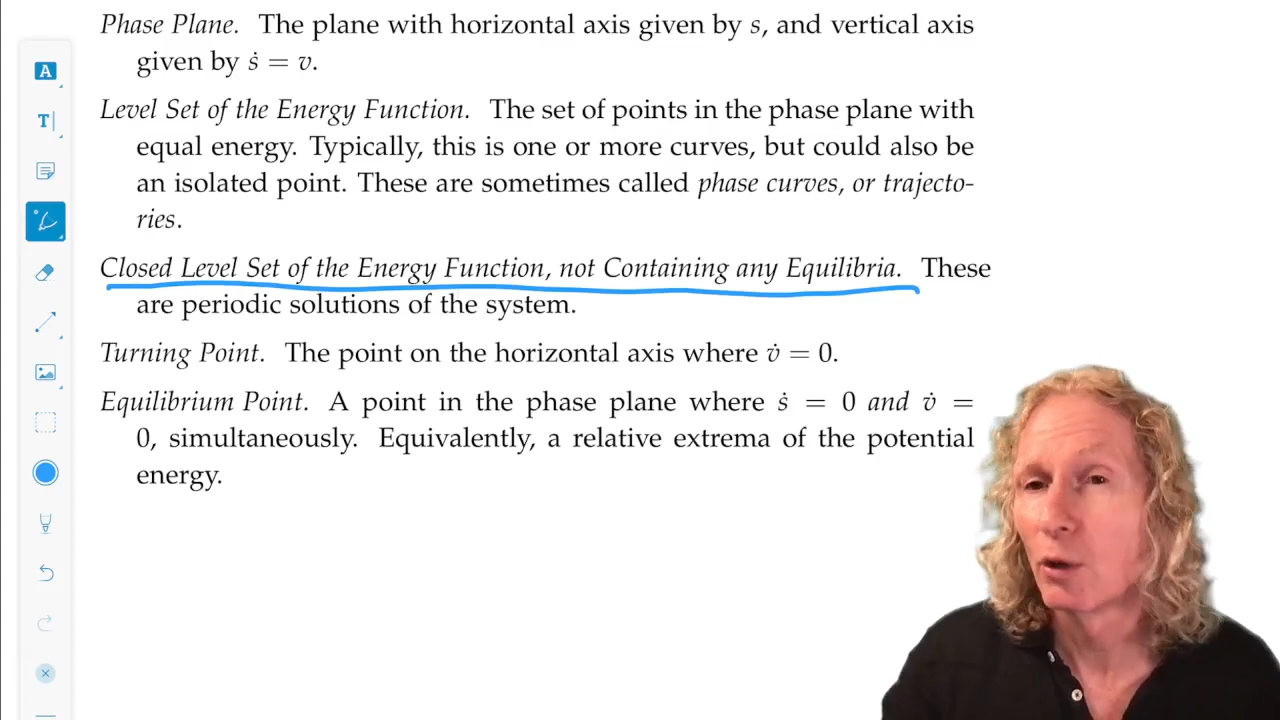 Phase Plane. The plane with horizontal axis given by s, and vertical axis
given by ṡ = v.
Level Set of the Energy Function. The set of points in the phase plane with
equal energy. Typically, this is one or more curves, but could also be
an isolated point. These are sometimes called phase curves, or trajecto-
ries.
Closed Level Set of the Energy Function, not Containing any Equilibria. These
are periodic solutions of the system.
Turning Point. The point on the horizontal axis where v̇ = 0.
Equilibrium Point. A point in the phase plane where ṡ = 0 and v̇ =
0, simultaneously. Equivalently, a relative extrema of the potential
energy.
A
T